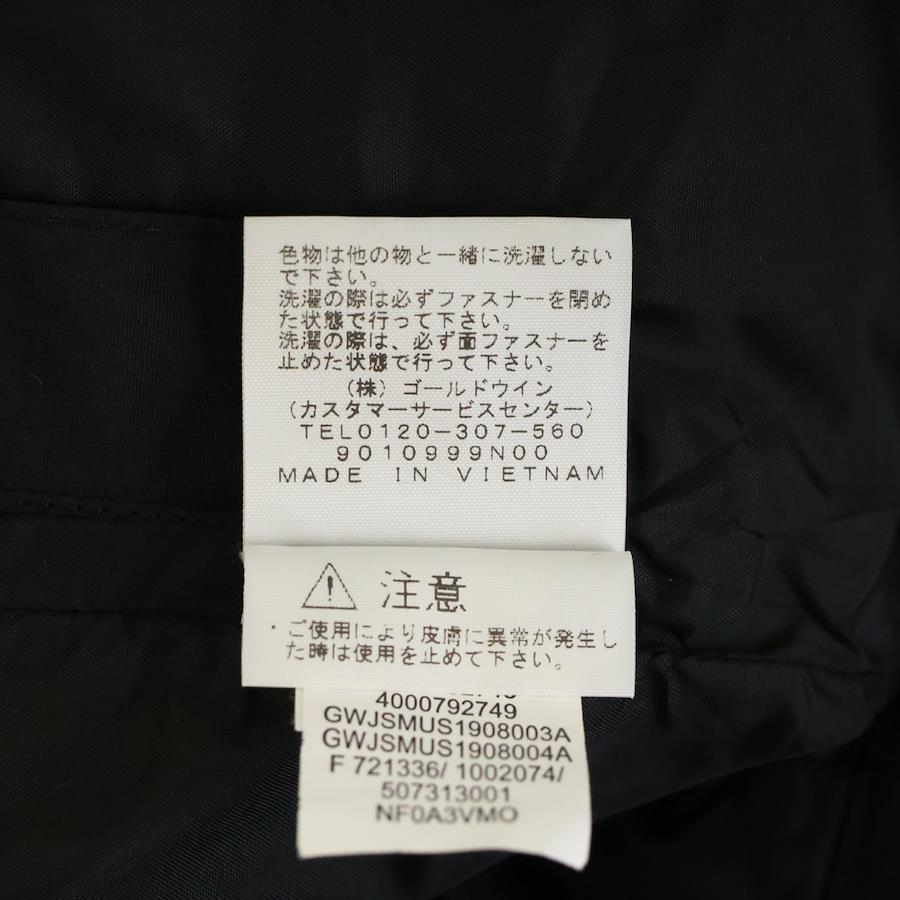 色物は他の物と一緒に洗濯しない
で下さい。
洗濯の際は必ずファスナーを閉め
た状態で行って下さい。
洗濯の際は、必ず面ファスナーを
止めた状態で行って下さい。
(株)ゴールドウイン
(カスタマーサービスセンター)
TEL0120-307-560
9010999N00
MADE IN VIETNAM
注意
・ご使用により皮膚に異常が発生し
た時は使用を止めて下さい。
4000792749
GWJSMUS1908003A
GWJSMUS1908004A
F 721336/ 1002074/
507313001
NF0A3VMO